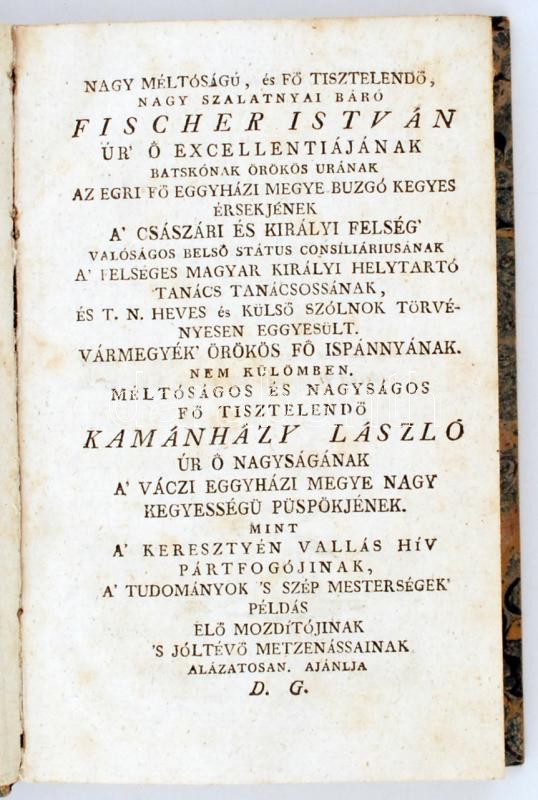 NAGY MÉLTÓSÁGÚ, és FŐ TISZTELENDŐ,
NAGY SZALATNYAI BÁRÓ
FISCHER ISTVÁN
ÚR' Ő EXCELLENTIÁJÁNAK
BATSKÓNAK ÖRÖKÖS URÁNAK
AZ EGRI FŐ EGGYHÁZI MEGYE BUZGÓ KEGYES
ÉRSEKJÉNEK
A' CSÁSZÁRI ÉS KIRÁLYI FELSÉG'
VALÓSÁGOS BELSŐ STÁTUS CONSÍLIÁRIUSÁNAK
A' FELSÉGES MAGYAR KIRÁLYI HELYTARTÓ
TANÁCS TANÁCSOSSÁNAK,
ÉS T. N. HEVES és KÜLSŐ SZÓLNOK TÖRVÉ-
NYESEN EGGYESÜLT.
VÁRMEGYÉK' ÖRÖKÖS FŐ ISPÁNNYÁNAK.
NEM KÜLÖMBEN.
MÉLTÓSÁGOS ÉS NAGYSÁGOS
FŐ TISZTELENDŐ
KAMÁNHÁZY LÁSZLÓ
ÚR Ő NAGYSÁGÁNAK
A' VÁCZI EGGYHÁZI MEGYE NAGY
KEGYESSÉGÜ PÜSPÖKJÉNEK.
MINT
A' KERESZTYÉN VALLÁS HÍV
PÁRTFOGÓJINAK,
A' TUDOMÁNYOK 'S SZÉP MESTERSÉGEK'
PÉLDÁS
ELŐ MOZDÍTÓJINAK
'S JÓLTÉVŐ METZENÁSSAINAK
ALÁZATOSAN. AJÁNLJA
D. G.